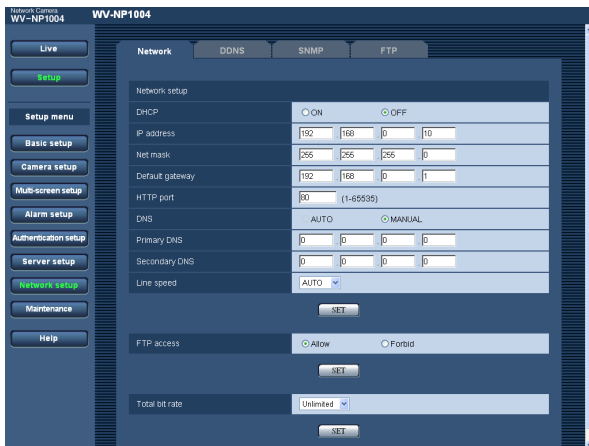 Network Camera
WV-NP1004
WV-NP1004
Live
Setup
Setup menu
Basic setup
Camera setup
Multi-screen setup
Alarm setup
Authentication setup
Server setup
Network setup
Maintenance
Help
Network DDNS SNMP FTP
Network setup
DHCP ON OFF
IP address 192 . 168 . 0 . 10
Net mask 255 . 255 . 255 . 0
Default gateway 192 . 168 . 0 . 1
HTTP port 80 (1-65535)
DNS AUTO MANUAL
Primary DNS 0 . 0 . 0 . 0
Secondary DNS 0 . 0 . 0 . 0
Line speed AUTO
SET
FTP access Allow Forbid
SET
Total bit rate Unlimited
SET